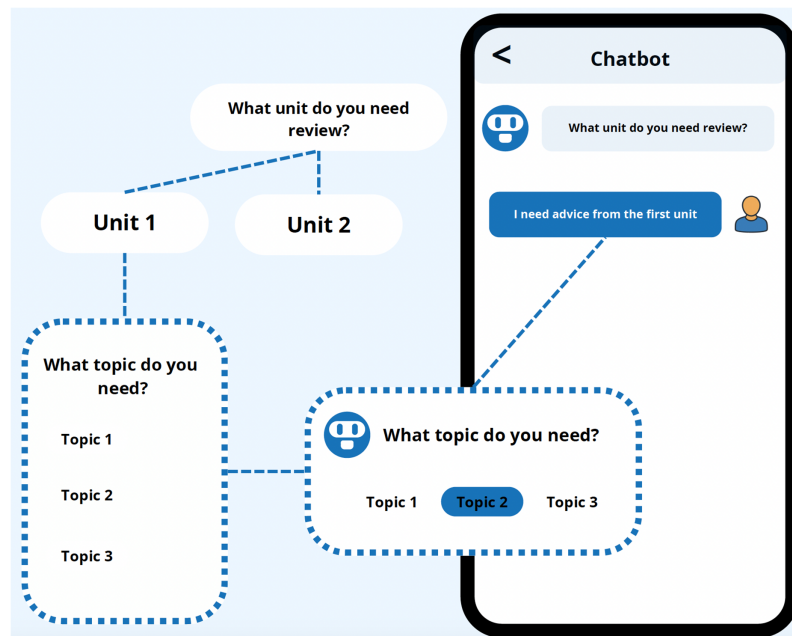 What unit do you need
review?
Unit 1
Unit 2
What topic do you
need?
Topic 1
Topic 2
Topic 3
<
Chatbot
What unit do you need review?
I need advice from the first unit
What topic do you need?
Topic 1
Topic 2
Topic 3